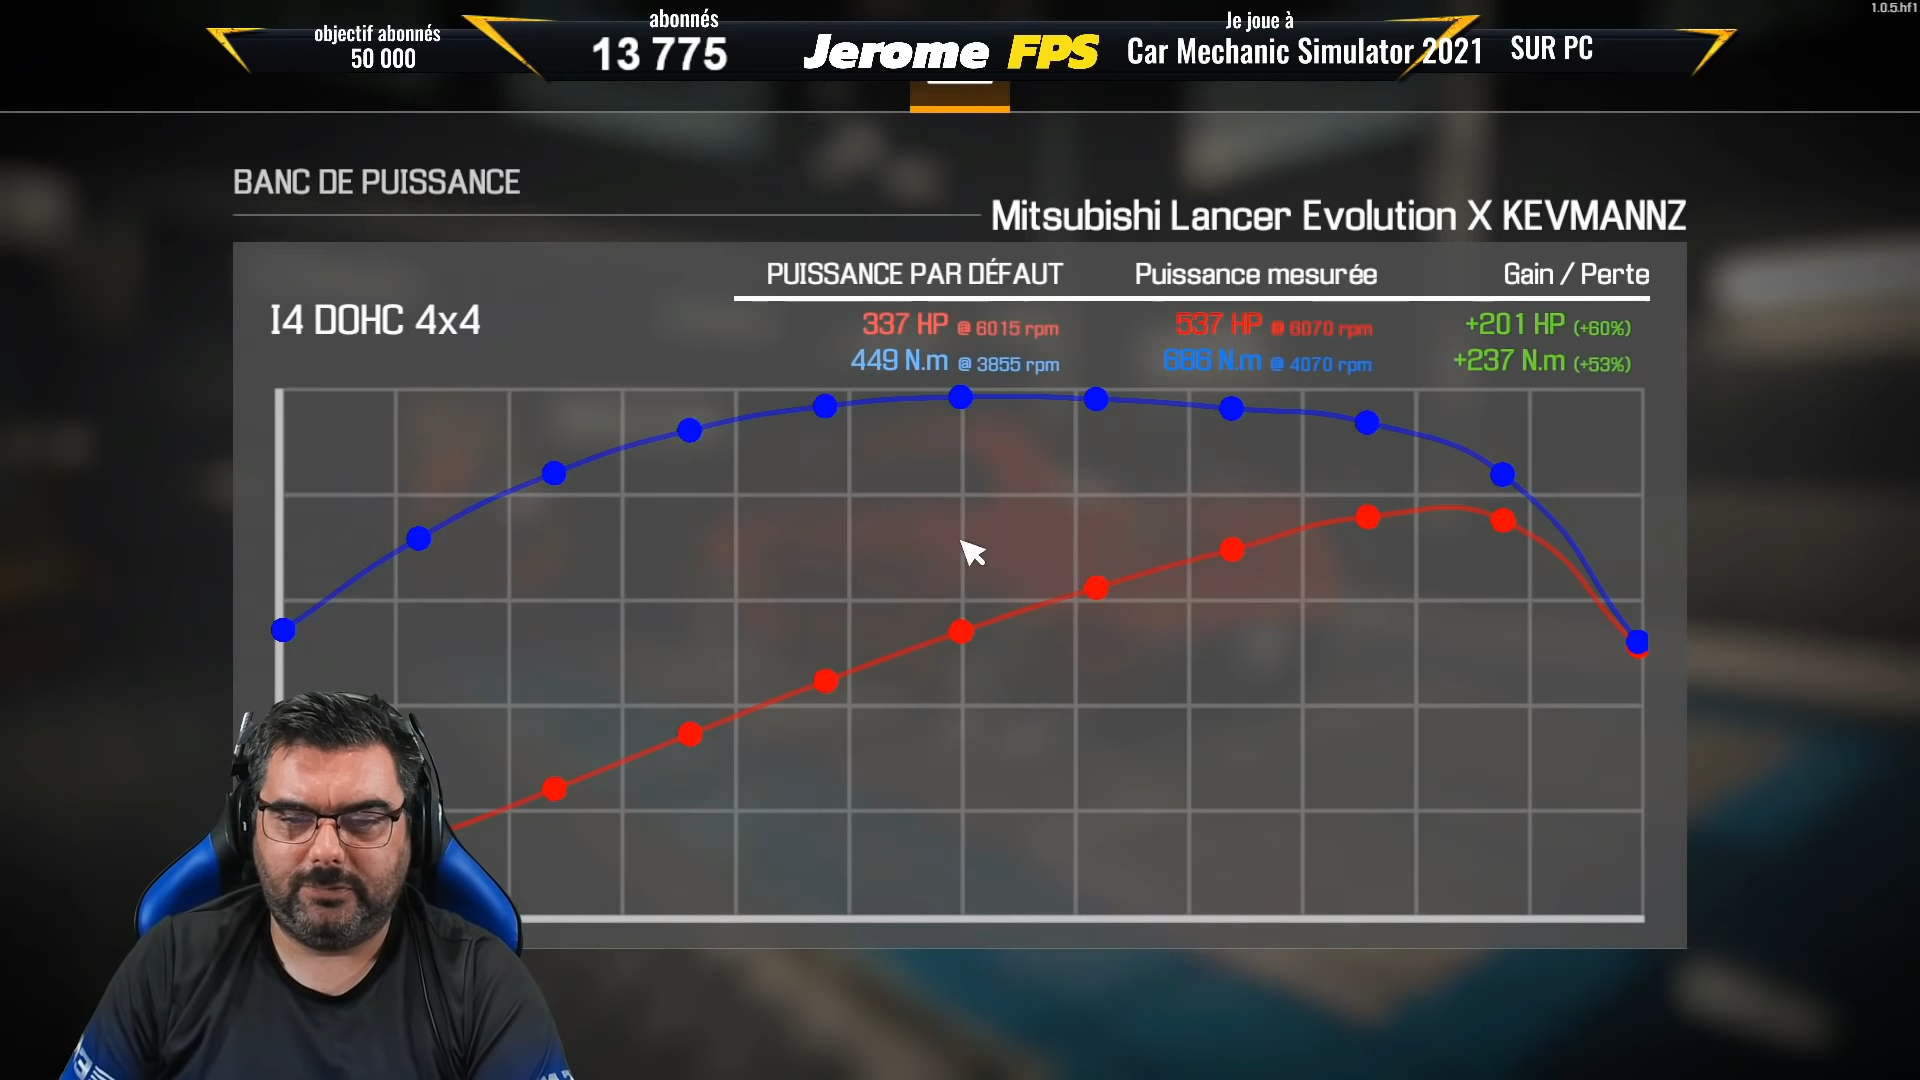 1.0.5.hf1
objectif abonnés
50 000
abonnés
13 775
Jerome FPS
Je joue à
Car Mechanic Simulator 2021
SUR PC
BANC DE PUISSANCE
Mitsubishi Lancer Evolution X KEVMANNZ
I4 DOHC 4x4
PUISSANCE PAR DÉFAUT Puissance mesurée Gain / Perte
337 HP @ 6015 rpm 537 HP @ 6070 rpm +201 HP (+60%)
449 N.m @ 3855 rpm 686 N.m @ 4070 rpm +237 N.m (+53%)